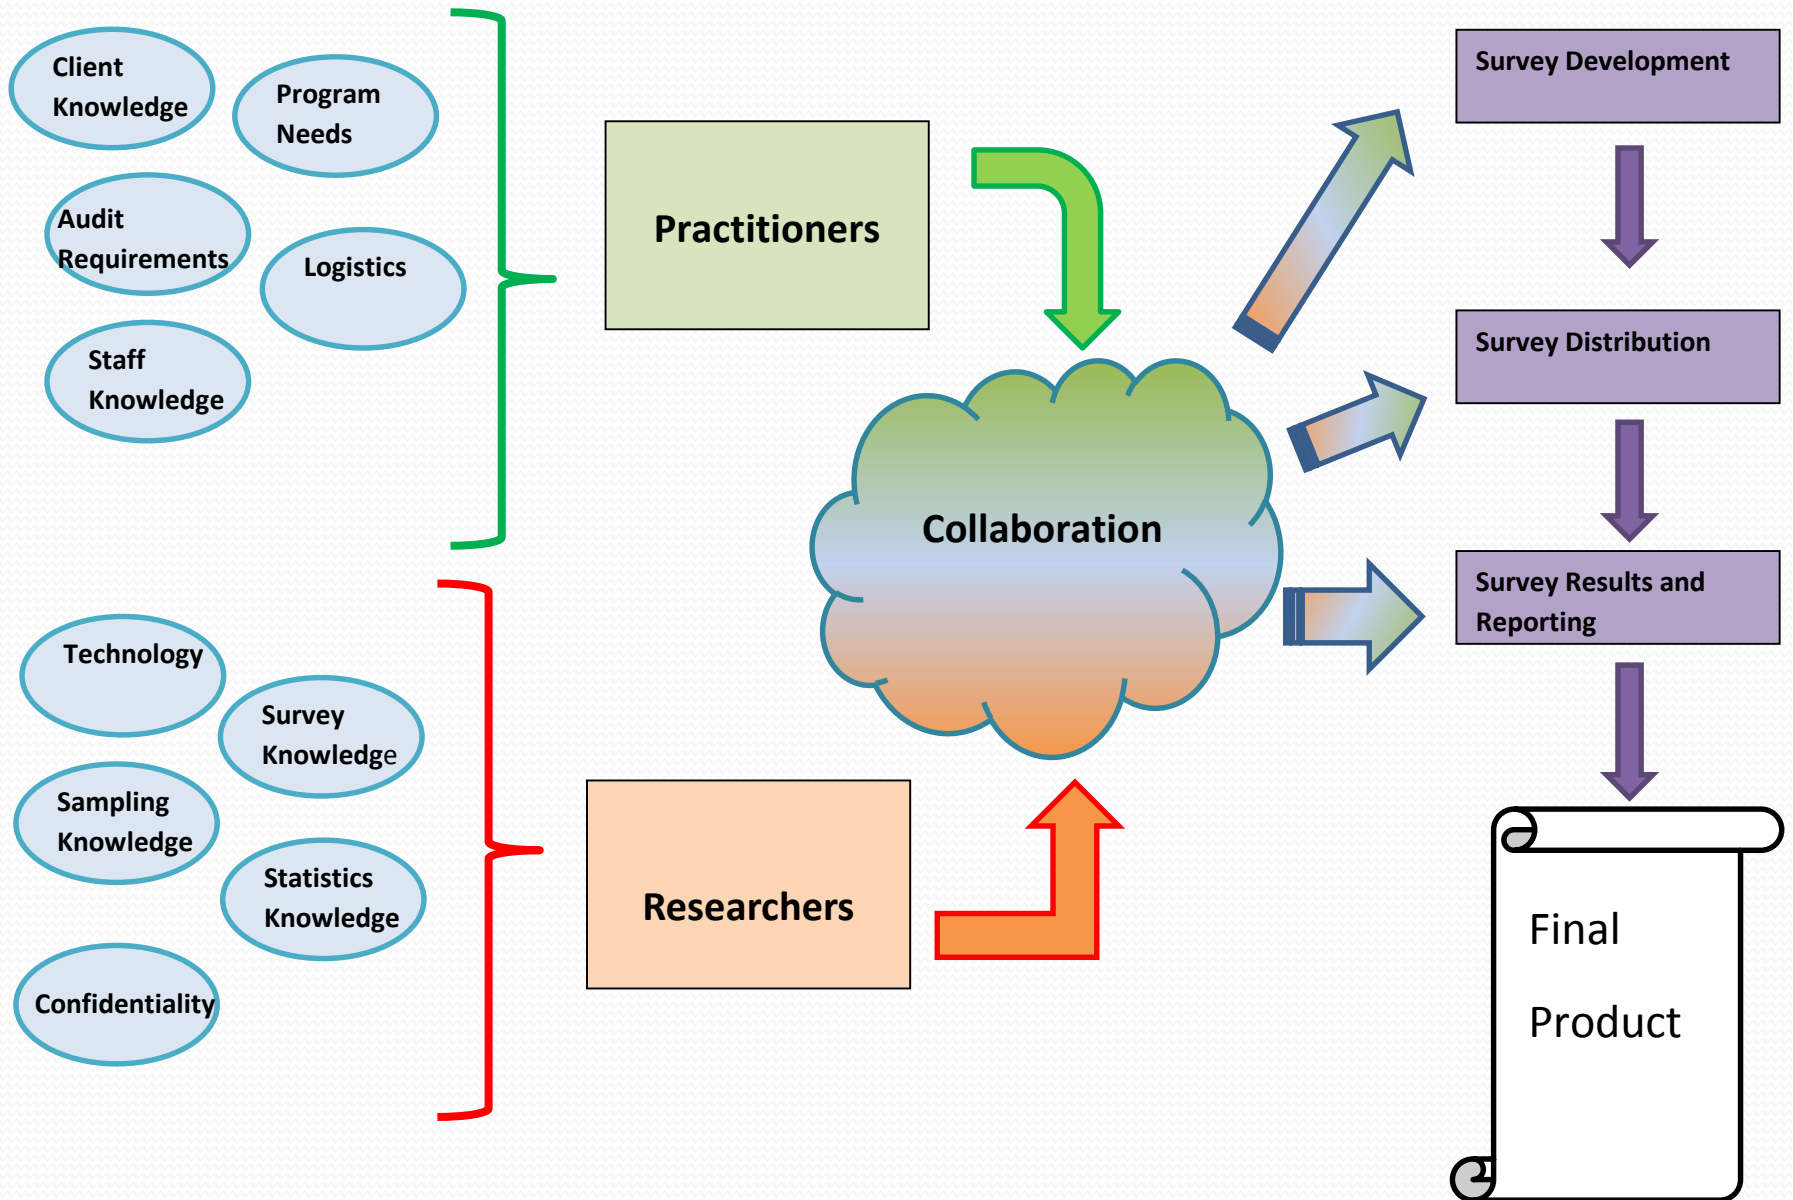 Client
Knowledge
Program
Needs
Audit
Requirements
Logistics
Staff
Knowledge
Practitioners
Technology
Survey
Knowledge
Sampling
Knowledge
Statistics
Knowledge
Confidentiality
Researchers
Collaboration
Survey Development
Survey Distribution
Survey Results and
Reporting
Final
Product